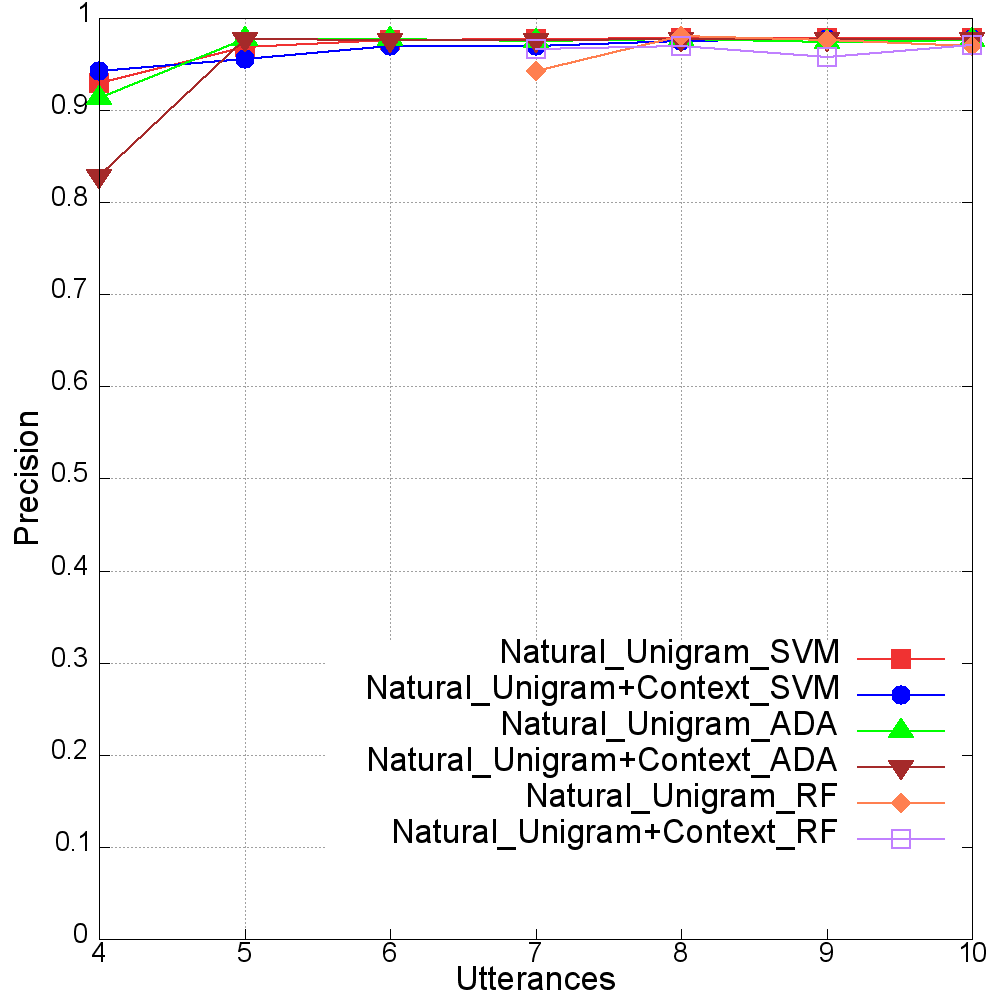 1
0.9
0.8
0.7
0.6
0.5
0.4
0.3
0.2
0.1
0
Precision
Natural_Unigram_SVM
Natural_Unigram+Context_SVM
Natural_Unigram_ADA
Natural_Unigram+Context_ADA
Natural_Unigram_RF
Natural_Unigram+Context_RF
4 5 6 7 8 9 10
Utterances